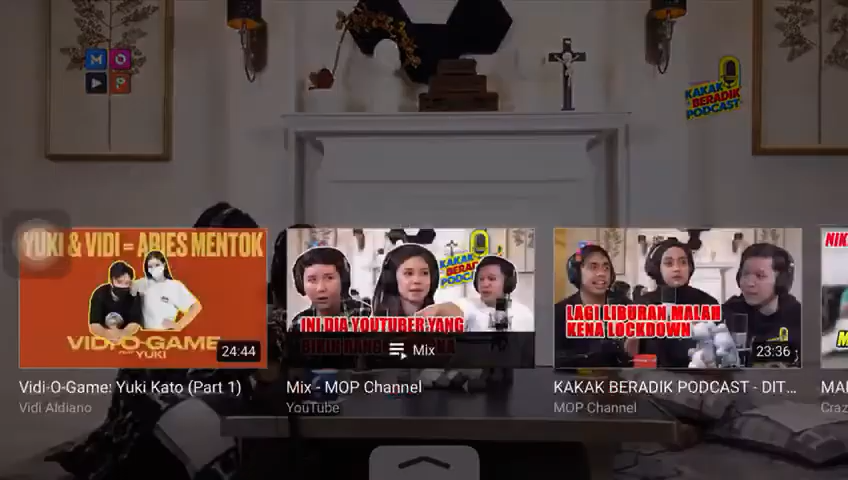 M O
P
KAKAK
BERADIK
PODCAST
YUKI & VIDI = ARIES MENTOK
VIDI-O-GAME
YUKI
24:44
KAKAK
INI DIA YOUTUBER YANG
BIKIN
Mix
LAGI LIBURAN MALAH
KENA LOCKDOWN
23:36
Vidi-O-Game: Yuki Kato (Part 1)
Vidi Aldiano
Mix - MOP Channel
YouTube
KAKAK BERADIK PODCAST - DIT...
MOP Channel
Craz